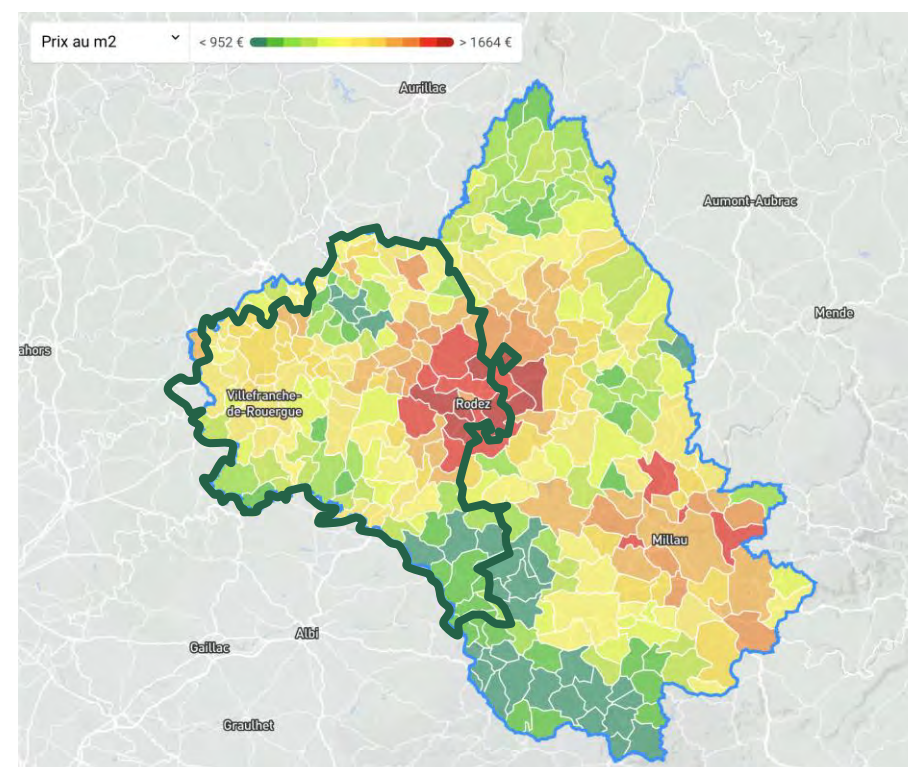 Prix au m2
< 952 €
> 1664 €
Aurillac
Aumont-Aubrac
Mende
ahors
Villefranche-
de-Rouergue
Rodez
Millau
Albi
Gaillac
Graulhet